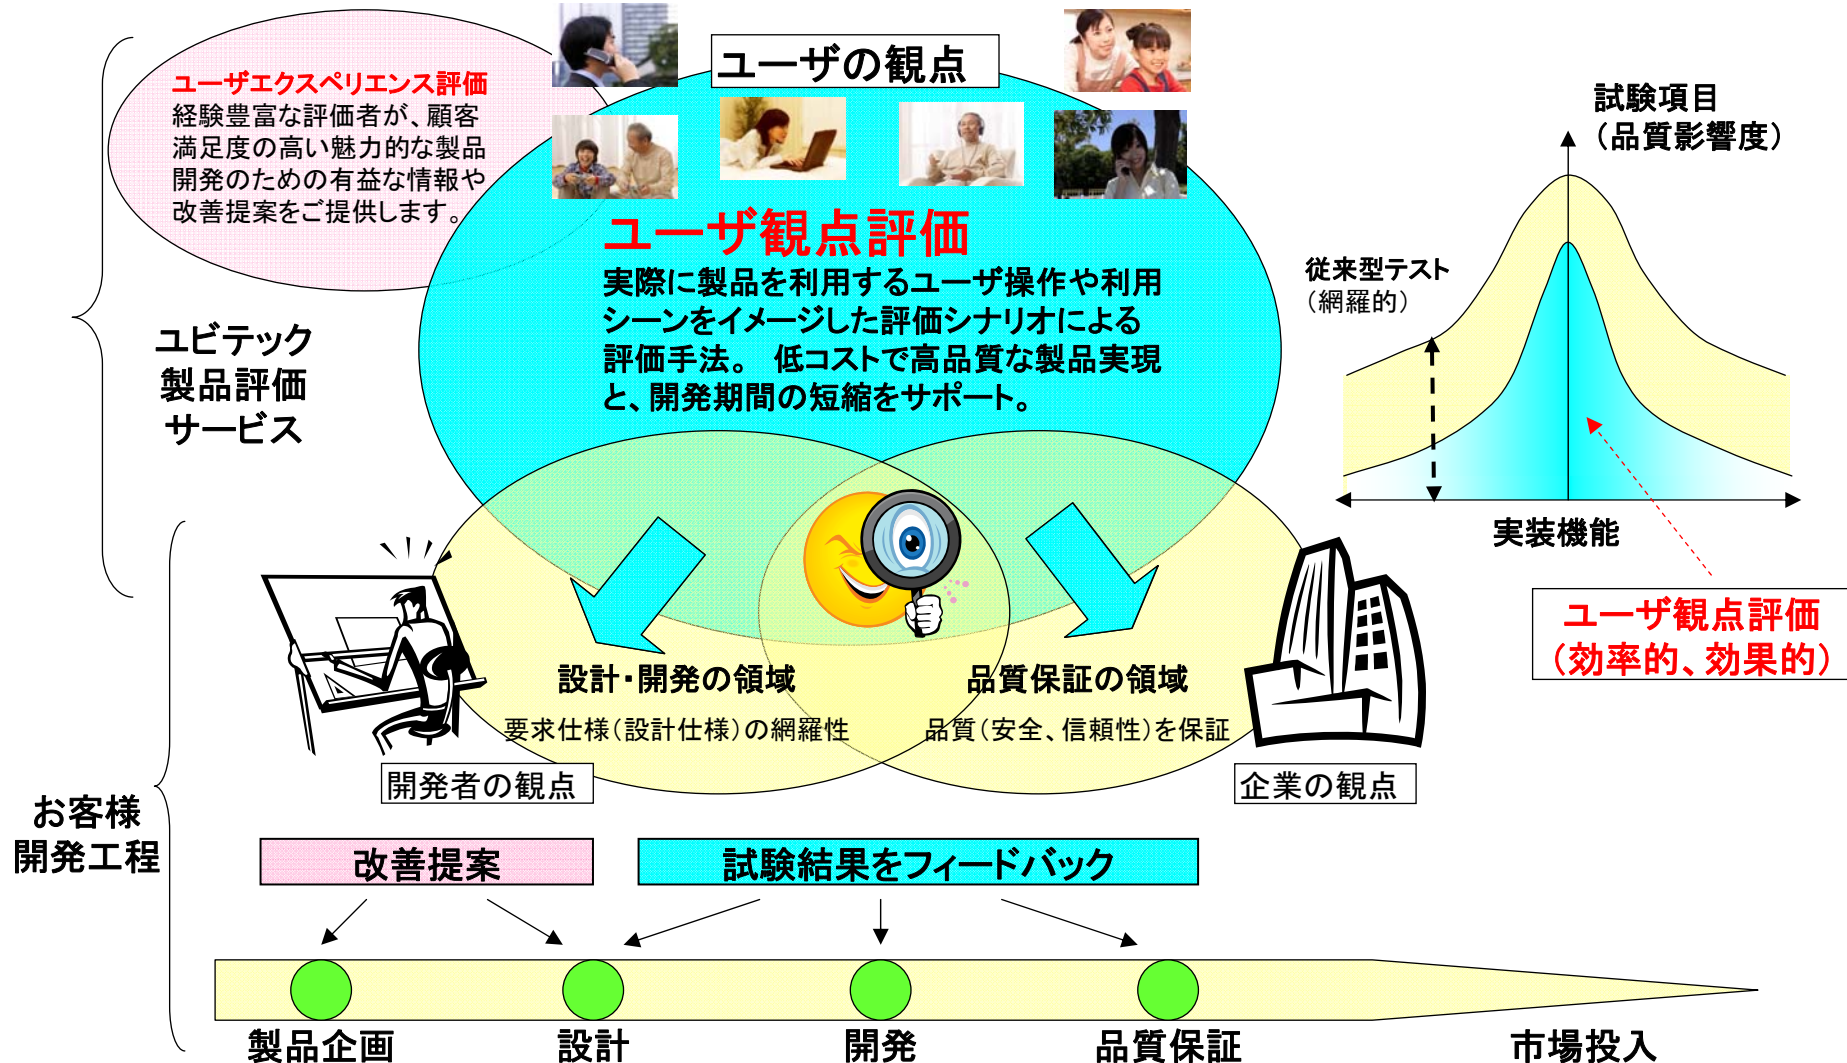 ユーザの観点
ユーザエクスペリエンス評価
経験豊富な評価者が、顧客
満足度の高い魅力的な製品
開発のための有益な情報や
改善提案をご提供します。
ユーザ観点評価
実際に製品を利用するユーザ操作や利用
シーンをイメージした評価シナリオによる
評価手法。 低コストで高品質な製品実現
と、開発期間の短縮をサポート。
試験項目
（品質影響度）
従来型テスト
（網羅的）
実装機能
ユーザ観点評価
（効率的、効果的）
ユビテック
製品評価
サービス
設計・開発の領域
要求仕様（設計仕様）の網羅性
品質保証の領域
品質（安全、信頼性）を保証
開発者の観点
企業の観点
お客様
開発工程
改善提案
試験結果をフィードバック
製品企画
設計
開発
品質保証
市場投入